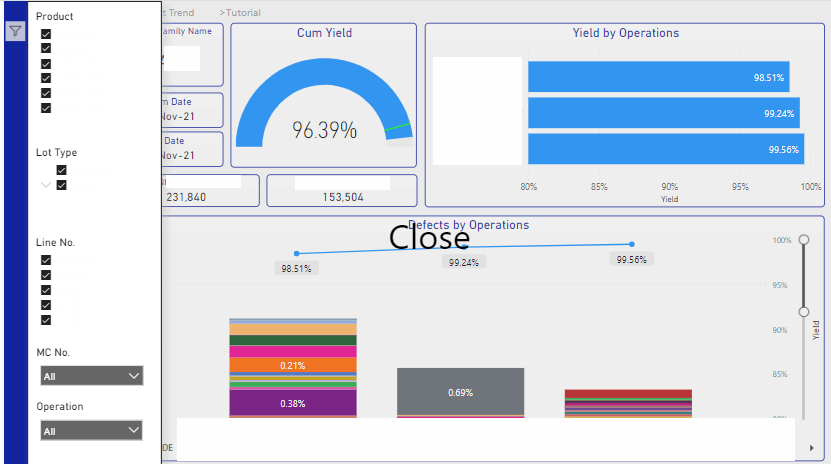 Product
Lot Type
Line No.
MC No.
All
Operation
All
Trend
>Tutorial
Family Name
Date
Nov-21
Date
Nov-21
231,840
153,504
Cum Yield
96.39%
Yield by Operations
98.51%
99.24%
99.56%
80%
85%
90%
95%
100%
Yield
Defects by Operations
Close
98.51%
99.24%
99.56%
100%
95%
90%
85%
Yield
0.21%
0.38%
0.69%
DE